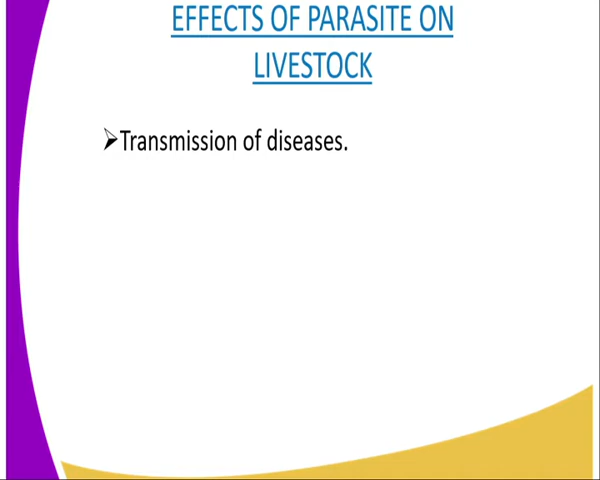 EFFECTS OF PARASITE ON
LIVESTOCK
➢Transmission of diseases.